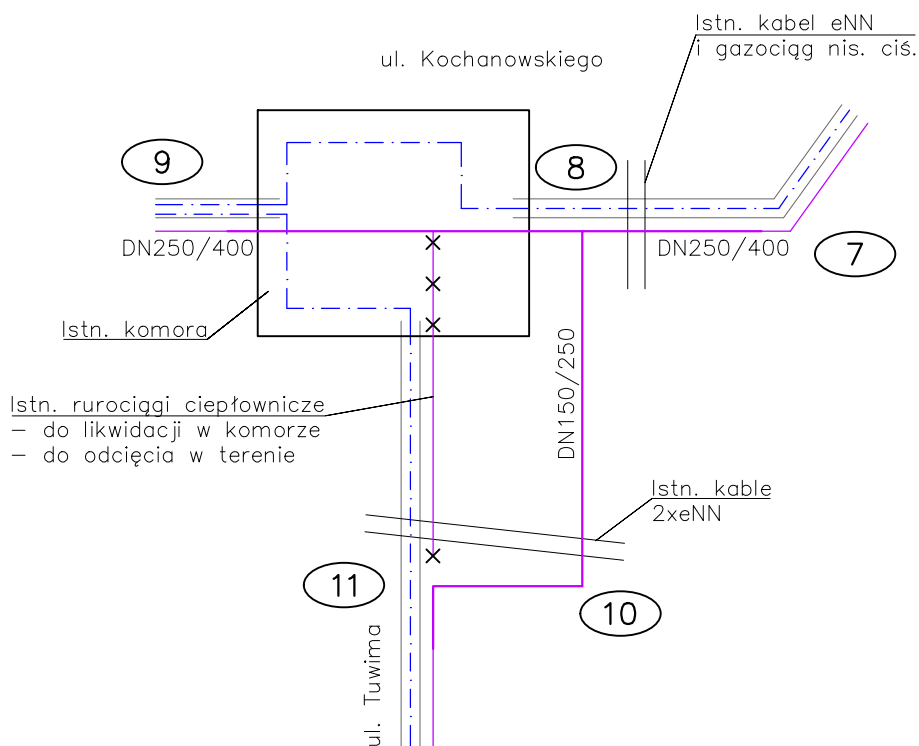 Istn. kabel eNN
i gazociąg nis. ciś.
ul. Kochanowskiego
9
8
DN250/400
DN250/400
7
Istn. komora
DN150/250
Istn. rurociągi ciepłownicze
– do likwidacji w komorze
– do odcięcia w terenie
Istn. kable
2xeNN
11
10
ul. Tuwima